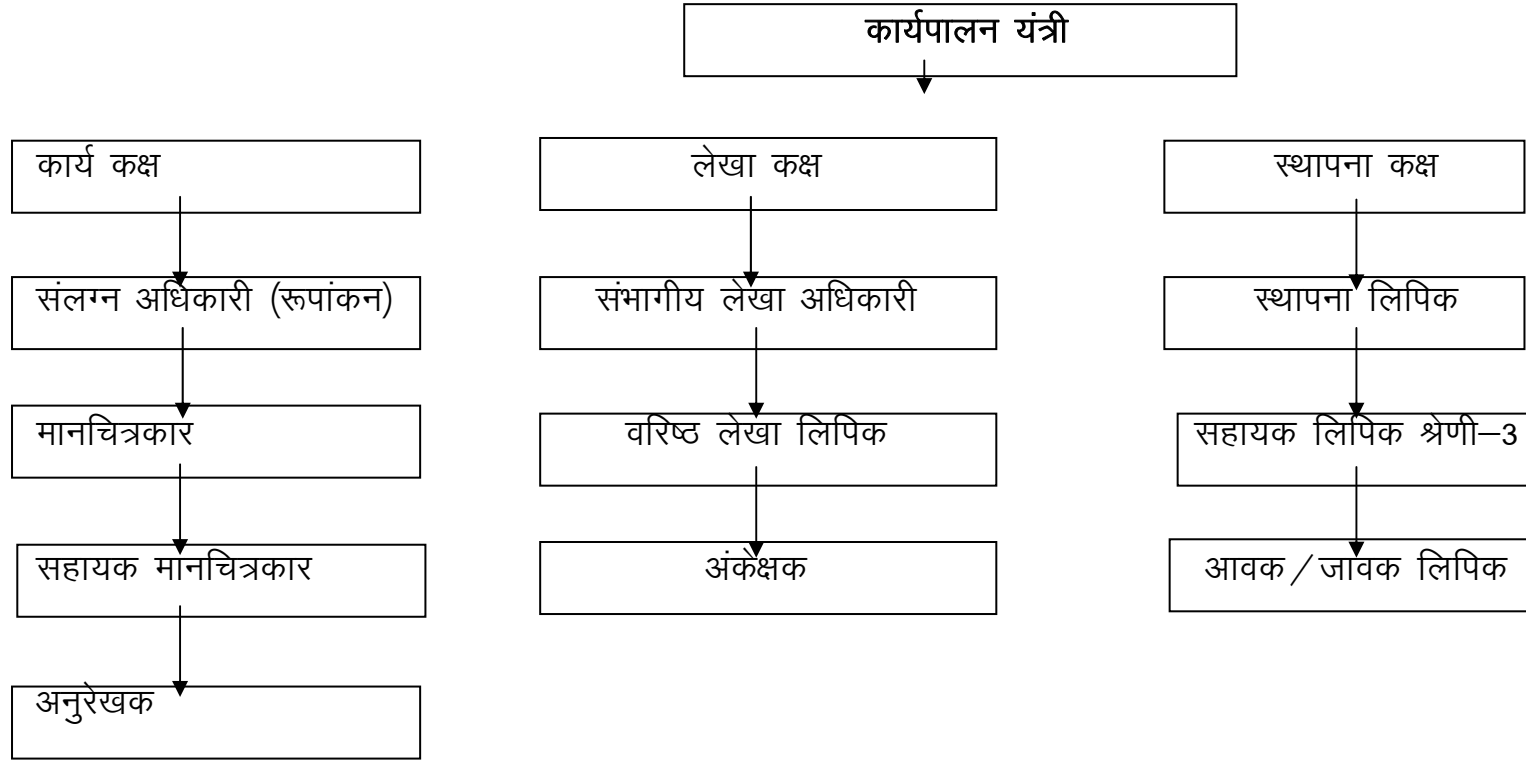 कार्यपालन यंत्री
कार्य कक्ष
लेखा कक्ष
स्थापना कक्ष
संलग्न अधिकारी (रूपांकन)
संभागीय लेखा अधिकारी
स्थापना लिपिक
मानचित्रकार
वरिष्ठ लेखा लिपिक
सहायक लिपिक श्रेणी–3
सहायक मानचित्रकार
अंकेक्षक
आवक/जावक लिपिक
अनुरेखक